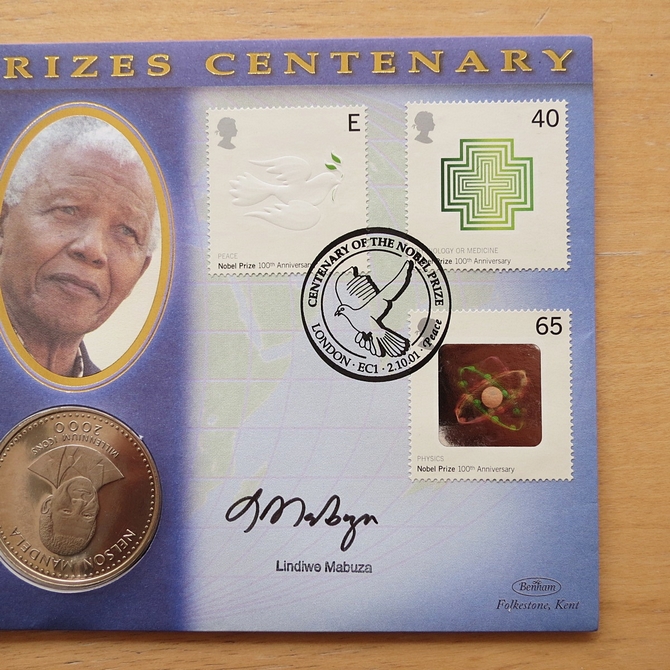 RIZES CENTENARY
E
PEACE
Nobel Prize 100th Anniversar
40
OLOGY OR MEDICINE
Prize 100th Anniversary
CENTENARY OF THE NOBEL PRIZE
LONDON · EC1 · 2.10.01 · Peace
65
PHYSICS
Nobel Prize 100th Anniversary
NELSON MANDELA
MILLENNIUM ICONS
2000
L Mabuza
Lindiwe Mabuza
Benham
Folkestone, Kent